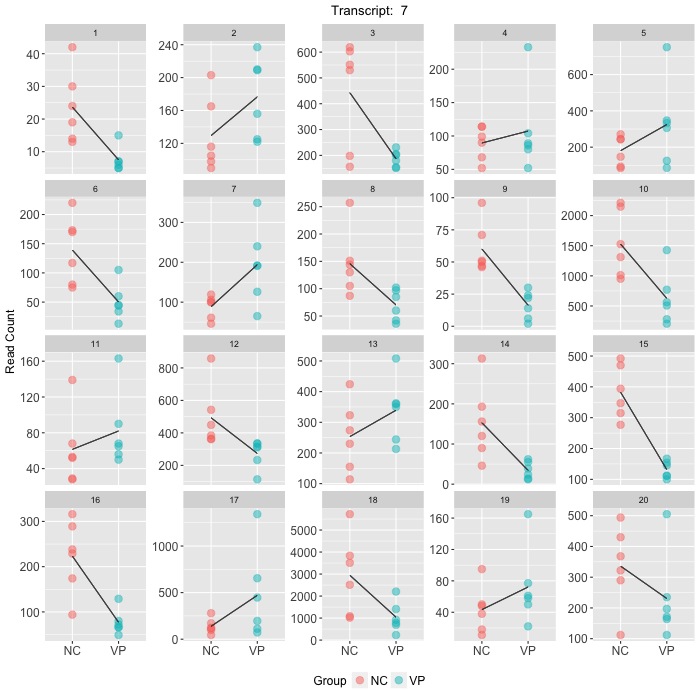 Transcript: 7
1 2 3 4 5
40 30 20 10
240 200 160 120
600 500 400 300 200
200 150 100 50
600 400 200
6 7 8 9 10
200 150 100 50
300 200 100
250 200 150 100 50
100 75 50 25 0
2000 1500 1000 500
Read Count
11 12 13 14 15
160 120 80 40
800 600 400 200
500 400 300 200 100
300 200 100 0
500 400 300 200 100
16 17 18 19 20
300 200 100
1000 500 0
5000 4000 3000 2000 1000 0
160 120 80 40
500 400 300 200 100
NC VP NC VP NC VP NC VP NC VP
Group NC VP